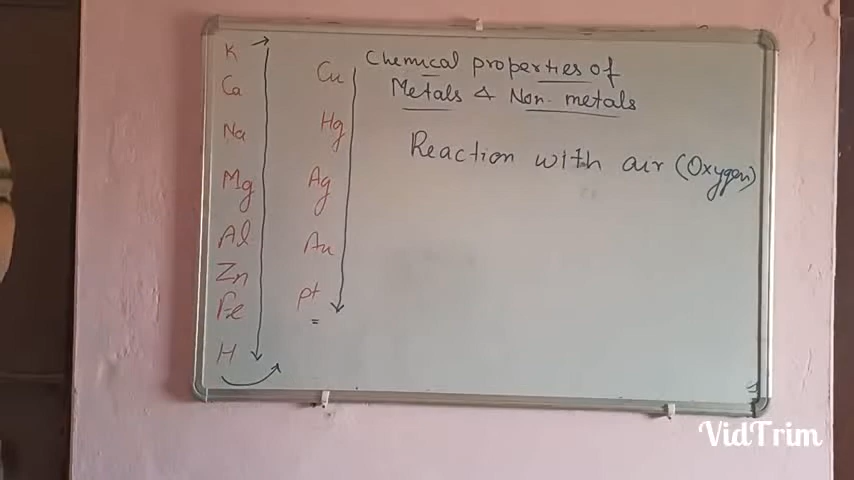 K
Ca
Na
Mg
Al
Zn
Fe
H
Cu
Hg
Ag
Au
pt
Chemical properties of
Metals & Non-metals
Reaction with air (Oxygen)
VidTrim